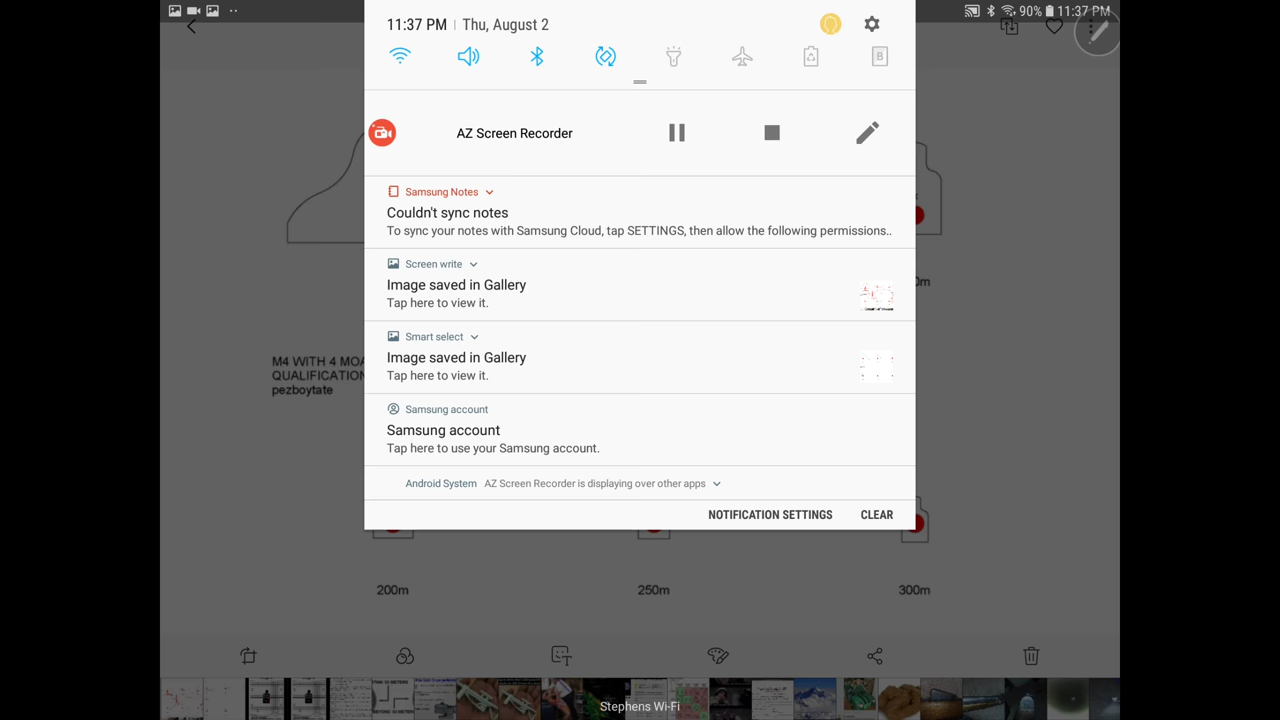 90% 11:37 PM
11:37 PM Thu, August 2
AZ Screen Recorder
Samsung Notes
Couldn't sync notes
To sync your notes with Samsung Cloud, tap SETTINGS, then allow the following permissions..
Screen write
Image saved in Gallery
Tap here to view it.
Smart select
Image saved in Gallery
Tap here to view it.
Samsung account
Samsung account
Tap here to use your Samsung account.
Android System AZ Screen Recorder is displaying over other apps
NOTIFICATION SETTINGS CLEAR
M4 WITH 4 MOA
QUALIFICATION
pezboytate
200m 250m 300m
Stephens Wi-Fi